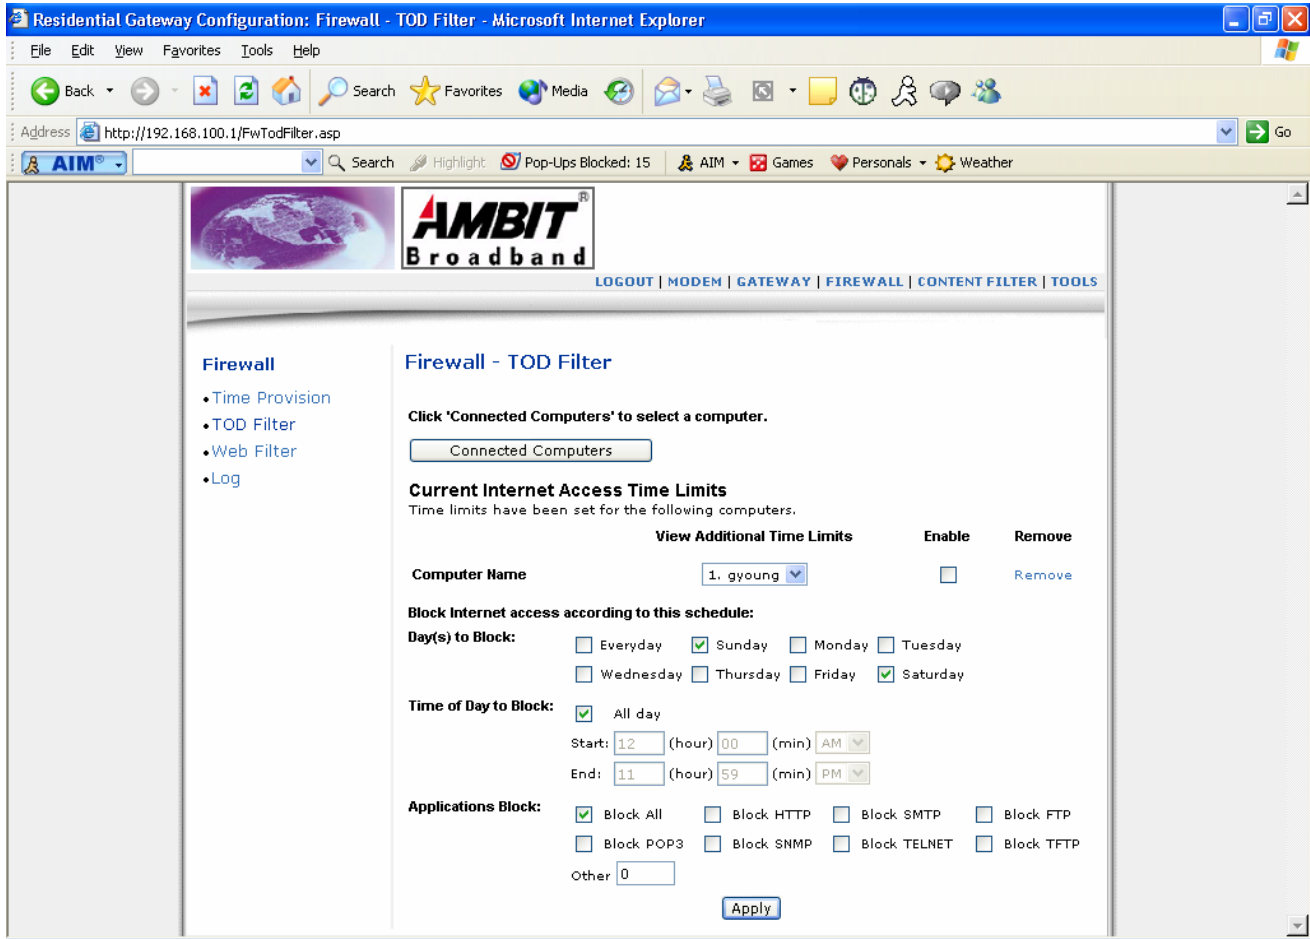 Residential Gateway Configuration: Firewall - TOD Filter - Microsoft Internet Explorer
File Edit View Favorites Tools Help
Back Search Favorites Media
Address http://192.168.100.1/FwTodFilter.asp Go
AIM® Search Highlight Pop-Ups Blocked: 15 AIM Games Personals Weather
AMBIT®
Broadband
LOGOUT | MODEM | GATEWAY | FIREWALL | CONTENT FILTER | TOOLS
Firewall
•Time Provision
•TOD Filter
•Web Filter
•Log
Firewall - TOD Filter
Click 'Connected Computers' to select a computer.
Connected Computers
Current Internet Access Time Limits
Time limits have been set for the following computers.
View Additional Time Limits Enable Remove
Computer Name 1. gyoung Remove
Block Internet access according to this schedule:
Day(s) to Block: Everyday Sunday Monday Tuesday
Wednesday Thursday Friday Saturday
Time of Day to Block: All day
Start: 12 (hour) 00 (min) AM
End: 11 (hour) 59 (min) PM
Applications Block: Block All Block HTTP Block SMTP Block FTP
Block POP3 Block SNMP Block TELNET Block TFTP
Other 0
Apply